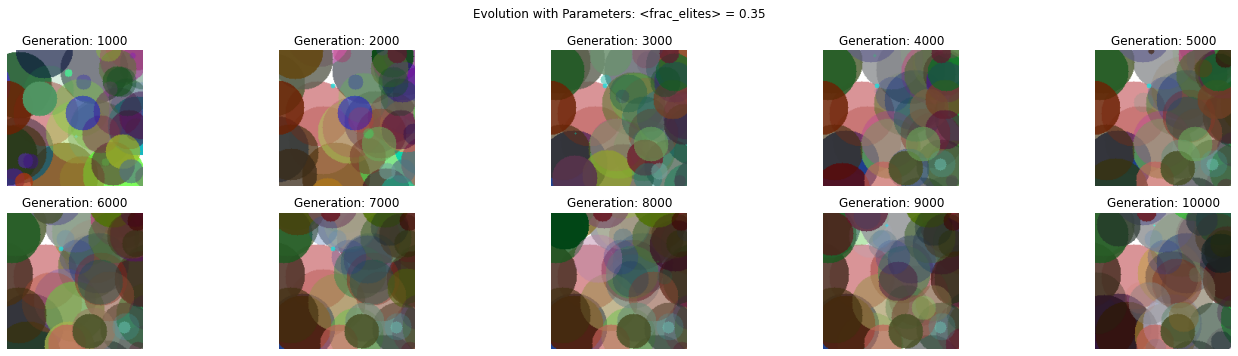 Evolution with Parameters: <frac_elites> = 0.35
Generation: 1000
Generation: 2000
Generation: 3000
Generation: 4000
Generation: 5000
Generation: 6000
Generation: 7000
Generation: 8000
Generation: 9000
Generation: 10000